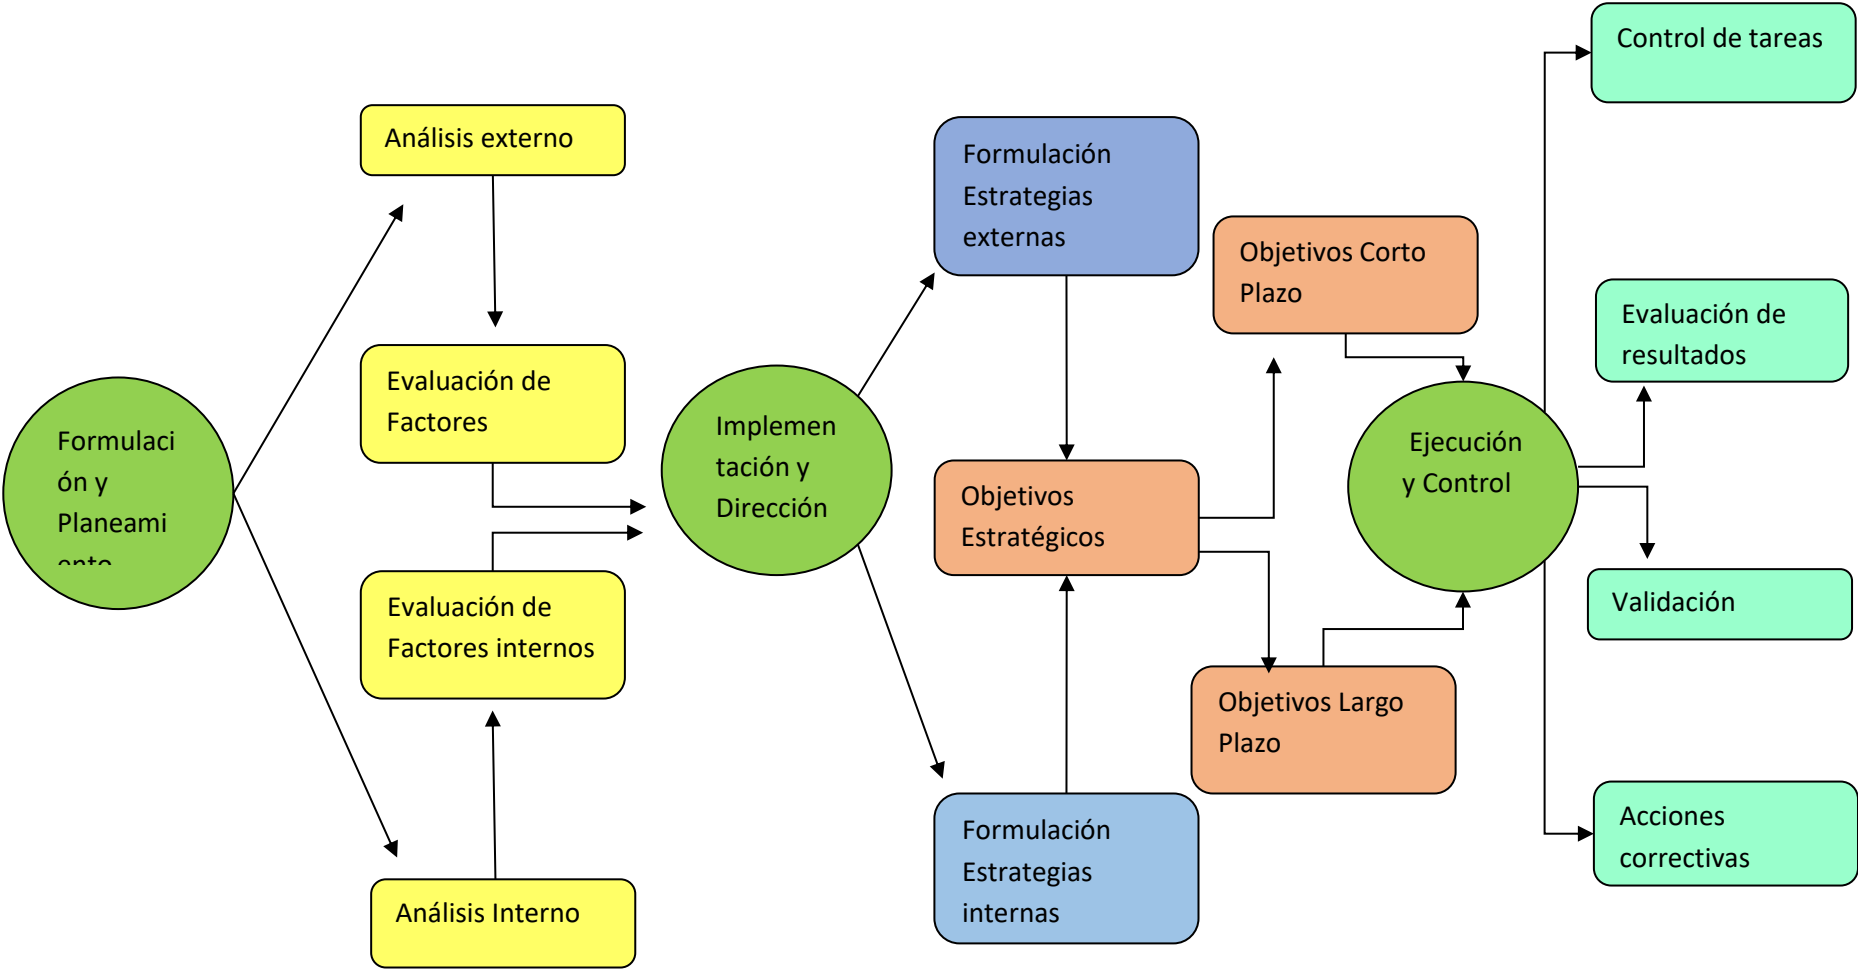 Formulaci
ón y
Planeami
ento
Análisis externo
Evaluación de
Factores
Evaluación de
Factores internos
Análisis Interno
Implemen
tación y
Dirección
Formulación
Estrategias
externas
Objetivos
Estratégicos
Formulación
Estrategias
internas
Objetivos Corto
Plazo
Objetivos Largo
Plazo
Ejecución
y Control
Control de tareas
Evaluación de
resultados
Validación
Acciones
correctivas